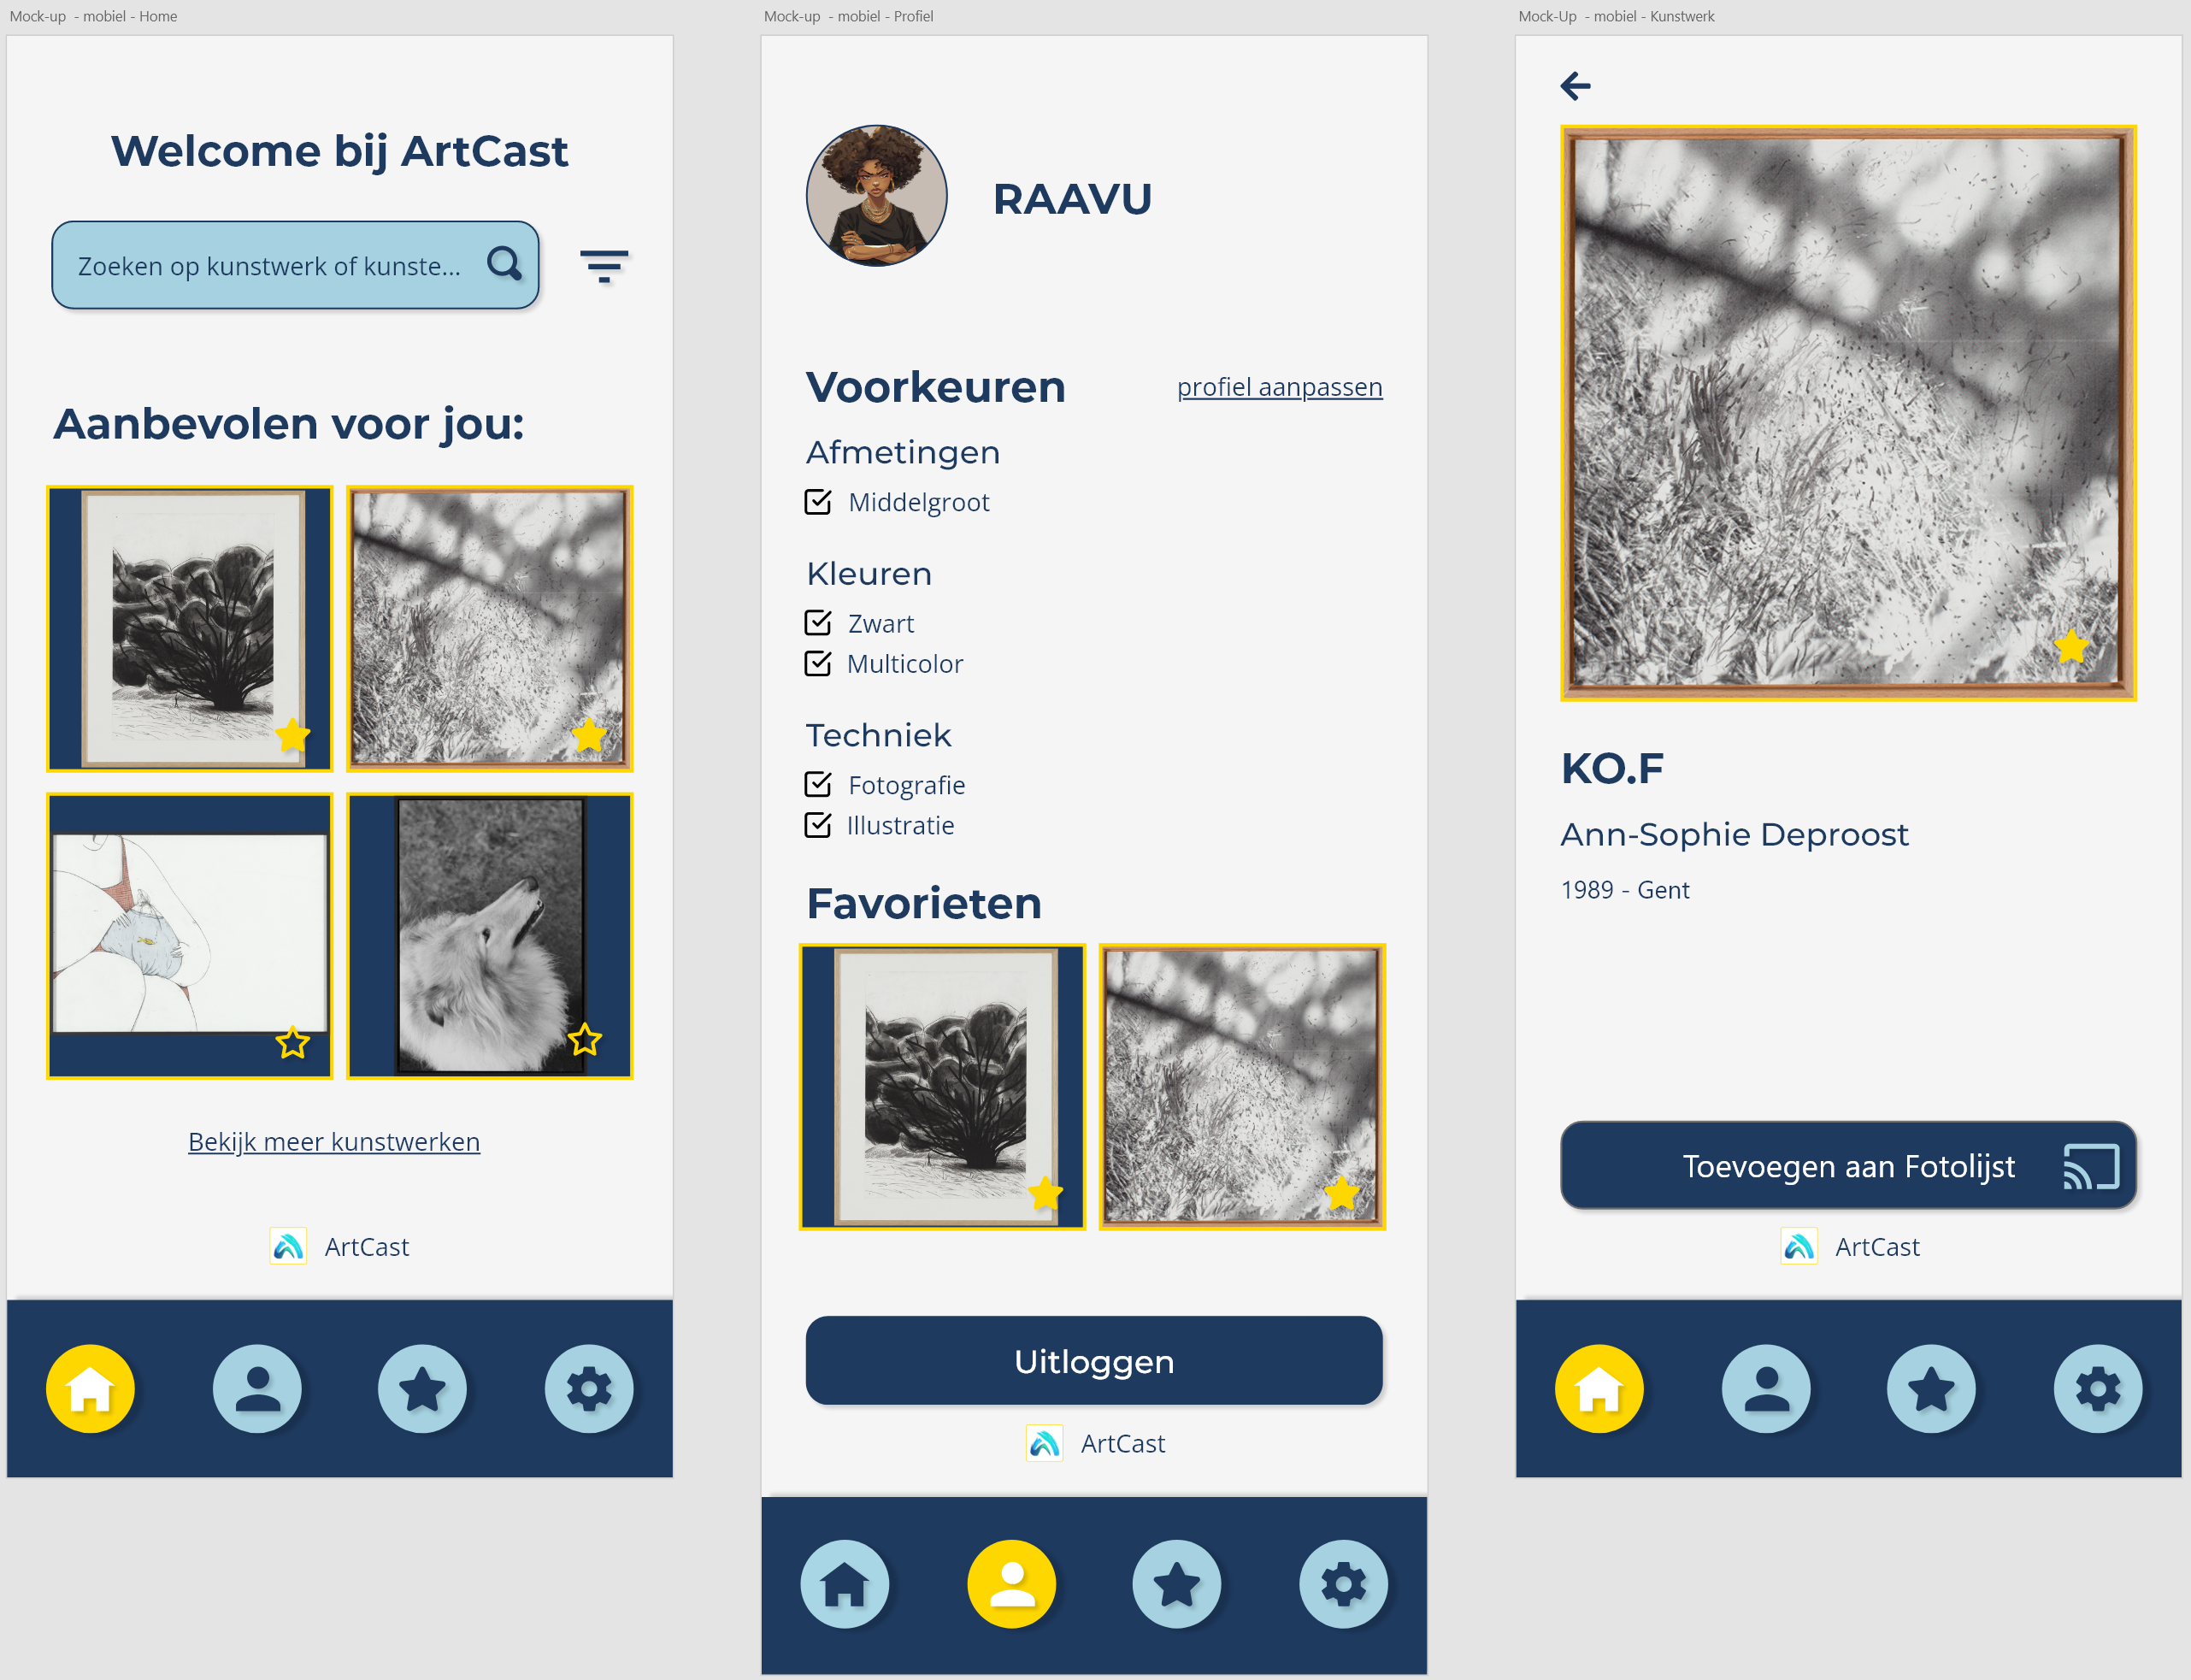 Mock-up - mobiel - Home
Welcome bij ArtCast
Zoeken op kunstwerk of kunste...
Aanbevolen voor jou:
Bekijk meer kunstwerken
ArtCast
Mock-up - mobiel - Profiel
RAAVU
Voorkeuren
profiel aanpassen
Afmetingen
Middelgroot
Kleuren
Zwart
Multicolor
Techniek
Fotografie
Illustratie
Favorieten
Uitloggen
ArtCast
Mock-Up - mobiel - Kunstwerk
KO.F
Ann-Sophie Deproost
1989 - Gent
Toevoegen aan Fotolijst
ArtCast